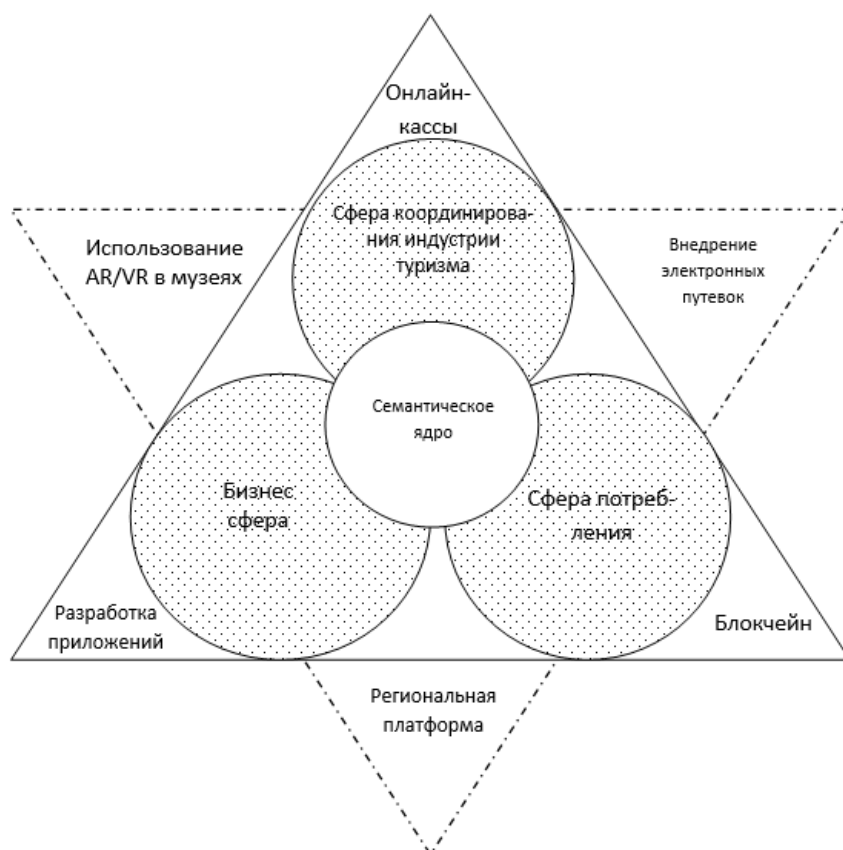 Онлайн-
кассы
Сфера координирова-
ния индустрии
туризма
Использование
AR/VR в музеях
Внедрение
электронных
путевок
Семантическое
ядро
Бизнес
сфера
Сфера потреб-
ления
Разработка
приложений
Блокчейн
Региональная
платформа